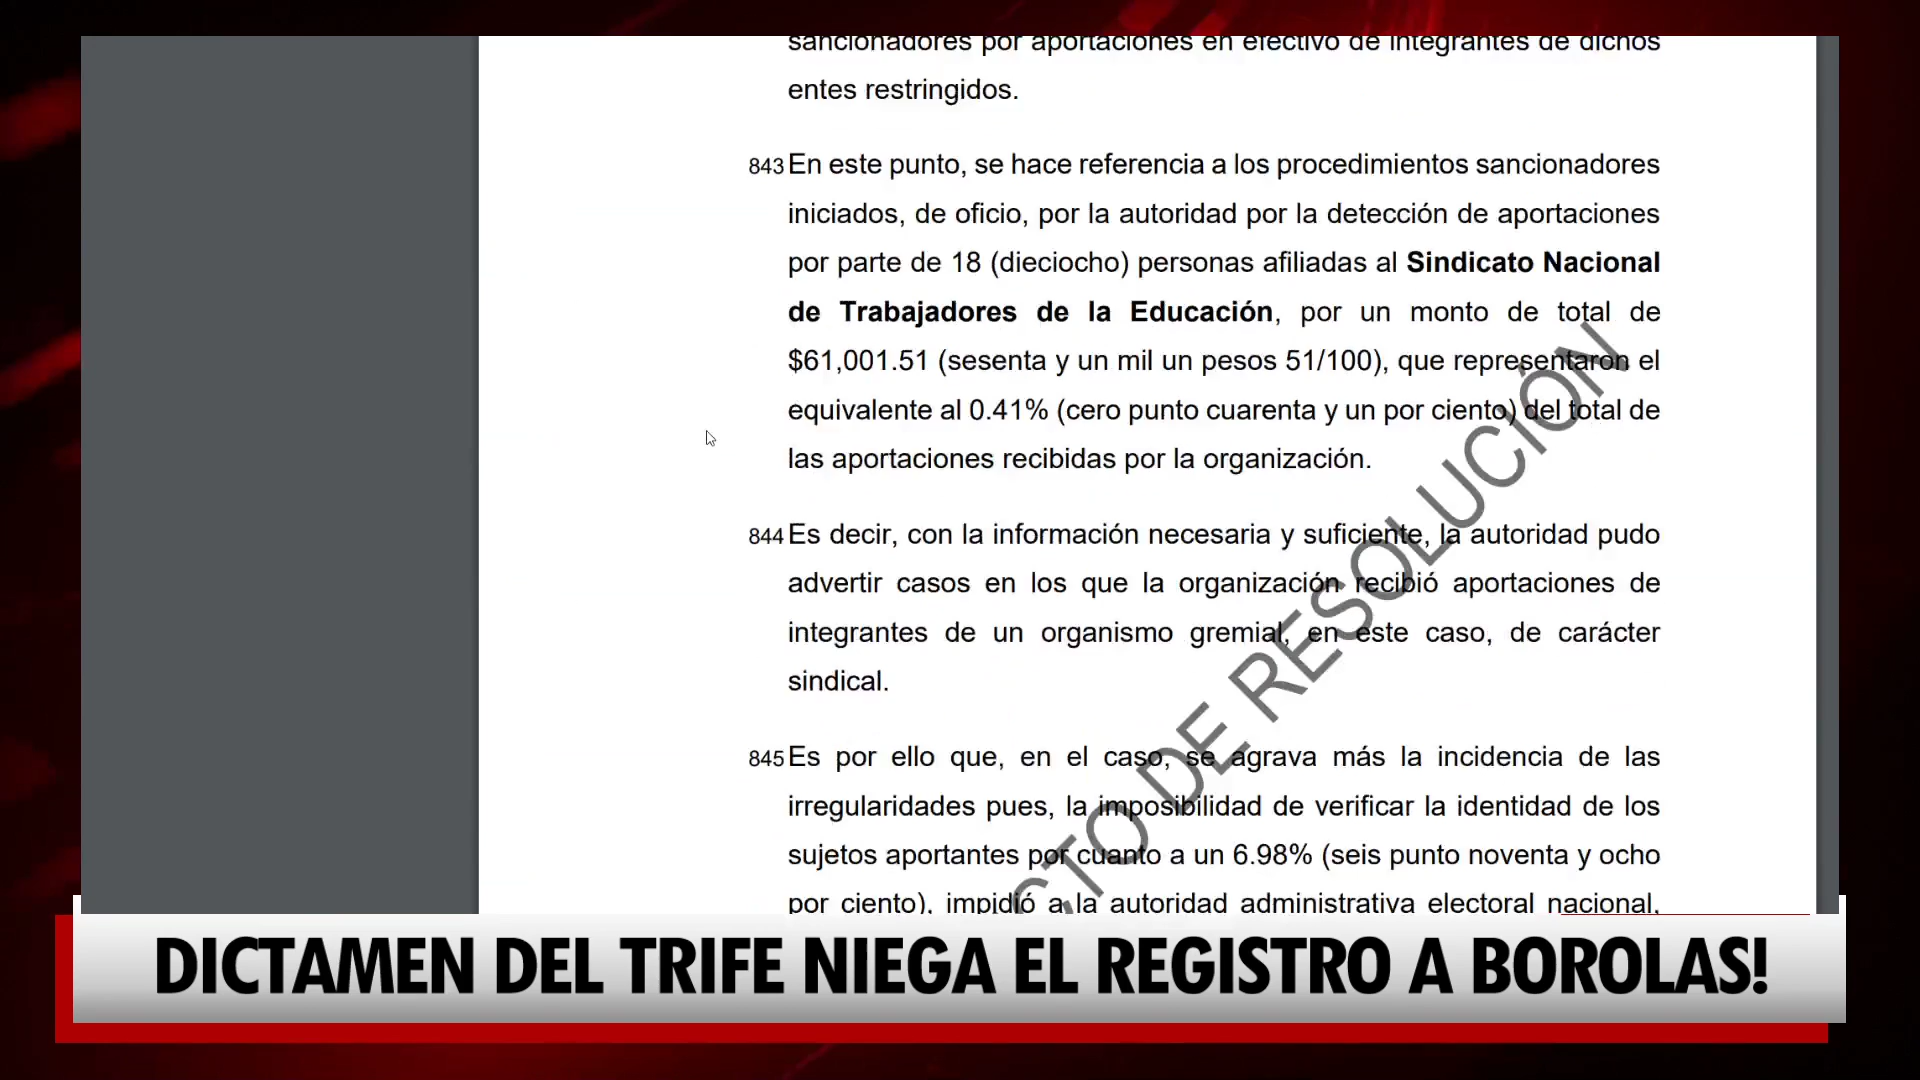 sancionadores por aportaciones en efectivo de integrantes de dichos
entes restringidos.
843 En este punto, se hace referencia a los procedimientos sancionadores
iniciados, de oficio, por la autoridad por la detección de aportaciones
por parte de 18 (dieciocho) personas afiliadas al Sindicato Nacional
de Trabajadores de la Educación, por un monto de total de
$61,001.51 (sesenta y un mil un pesos 51/100), que representaron el
equivalente al 0.41% (cero punto cuarenta y un por ciento) del total de
las aportaciones recibidas por la organización.
844 Es decir, con la información necesaria y suficiente, la autoridad pudo
advertir casos en los que la organización recibió aportaciones de
integrantes de un organismo gremial, en este caso, de carácter
sindical.
845 Es por ello que, en el caso, se agrava más la incidencia de las
irregularidades pues, la imposibilidad de verificar la identidad de los
sujetos aportantes por cuanto a un 6.98% (seis punto noventa y ocho
por ciento), impidió a la autoridad administrativa electoral nacional,
CTO DE RESOLUCIÓN
DICTAMEN DEL TRIFE NIEGA EL REGISTRO A BOROLAS!